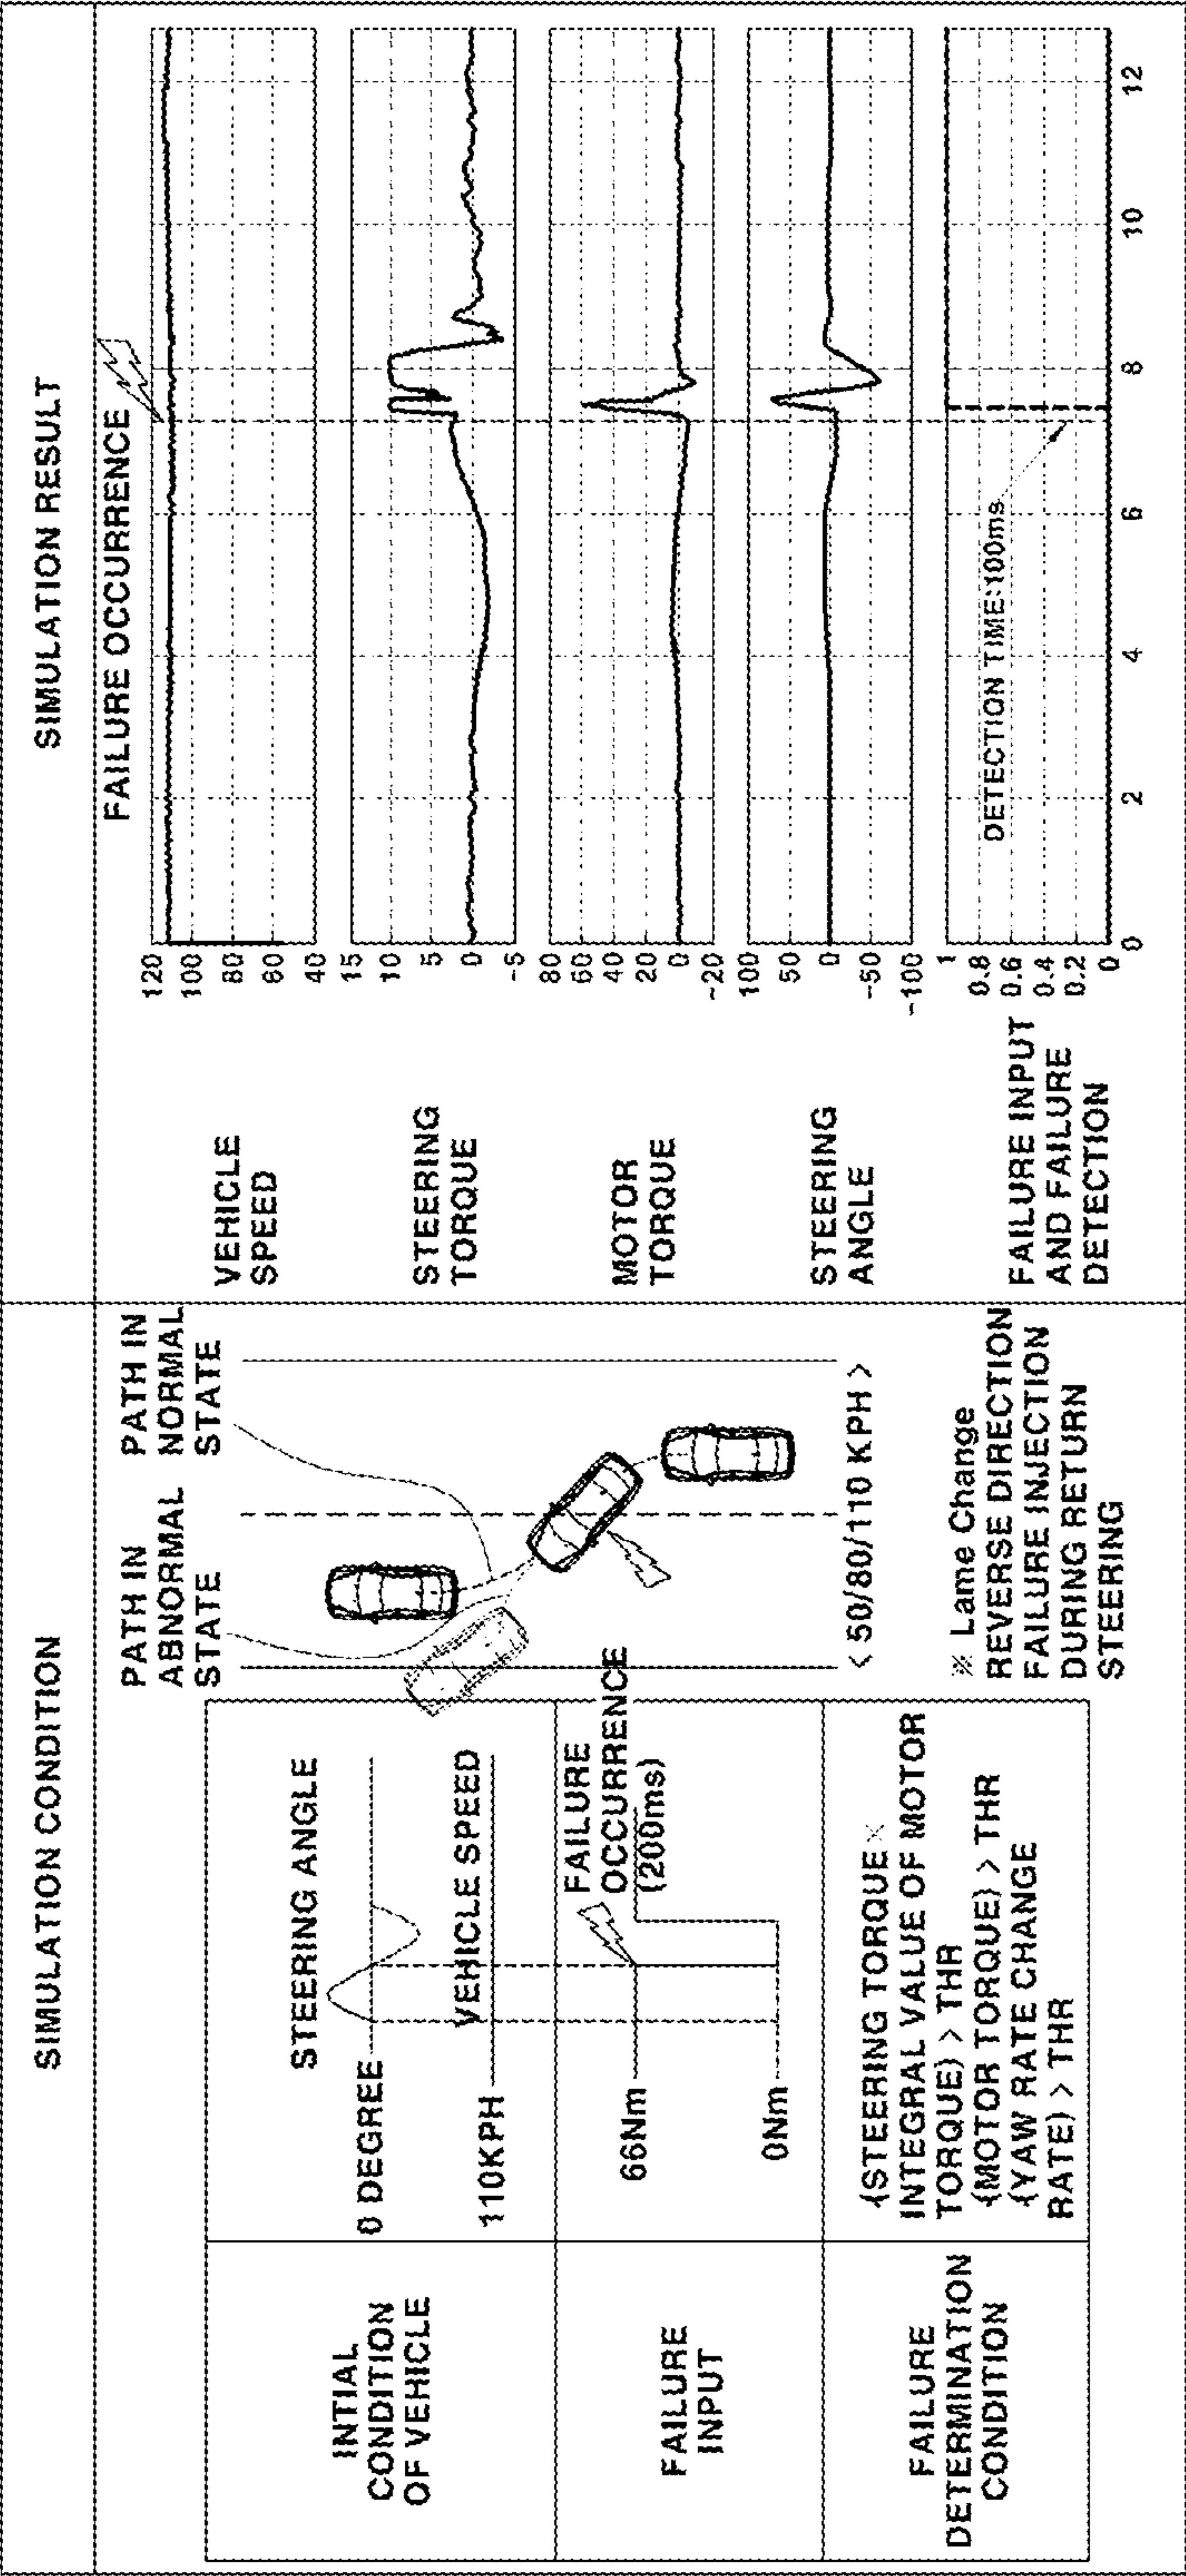 SIMULATION CONDITION
SIMULATION RESULT
INTIAL
CONDITION
OF VEHICLE
STEERING ANGLE
0 DEGREE
VEHICLE SPEED
110KPH
FAILURE
INPUT
66Nm
0Nm
FAILURE
OCCURRENCE
(200ms)
FAILURE
DETERMINATION
CONDITION
(STEERING TORQUE ×
INTEGRAL VALUE OF MOTOR
TORQUE) > THR
(MOTOR TORQUE) > THR
(YAW RATE CHANGE
RATE) > THR
PATH IN
ABNORMAL
STATE
PATH IN
NORMAL
STATE
< 50/80/110 KPH >
※ Lame Change
REVERSE DIRECTION
FAILURE INJECTION
DURING RETURN
STEERING
FAILURE OCCURRENCE
VEHICLE
SPEED
120
100
80
60
40
STEERING
TORQUE
15
10
5
0
-5
MOTOR
TORQUE
80
60
40
20
0
-20
STEERING
ANGLE
100
50
0
-50
-100
FAILURE INPUT
AND FAILURE
DETECTION
1
0.8
0.6
0.4
0.2
0
DETECTION TIME:100ms
0 2 4 6 8 10 12